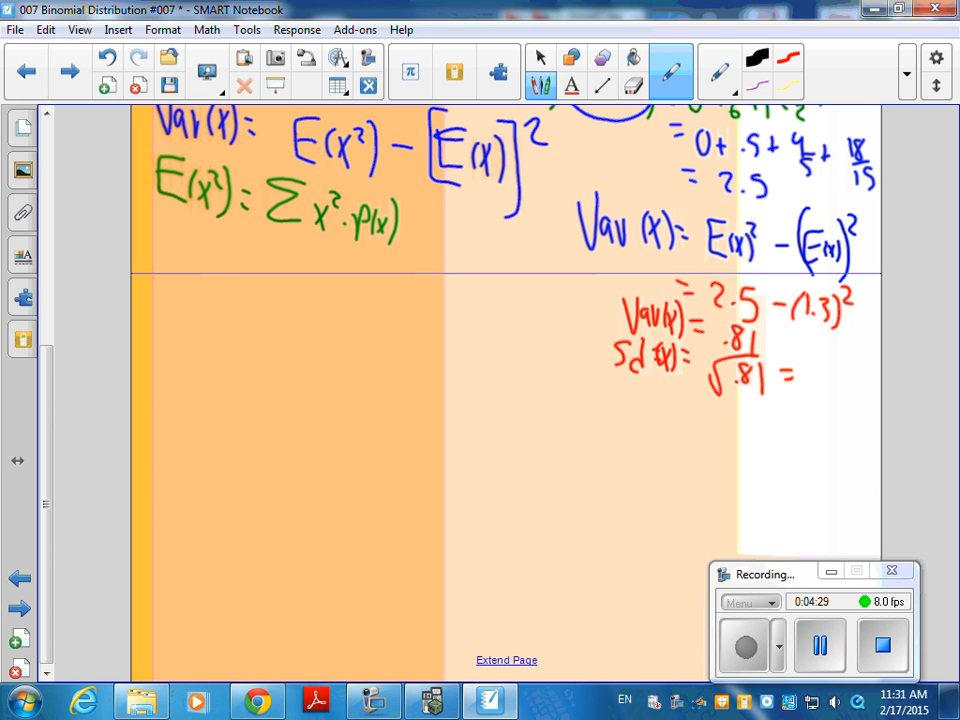 007 Binomial Distribution #007 * - SMART Notebook
File Edit View Insert Format Math Tools Response Add-ons Help
Var(x)= E(x²) - [E(x)]²
E(x²) = Σ x².p(x)
= 0 + .5 + 4/5 + 18/15
= 2.5
Var(x) = E(x)² - (E(x))²
= 2.5 - (1.3)²
Var(x) = .81
Sd(x) = √.81 =
Extend Page
Recording...
Menu
0:04:29
8.0 fps
EN
11:31 AM
2/17/2015